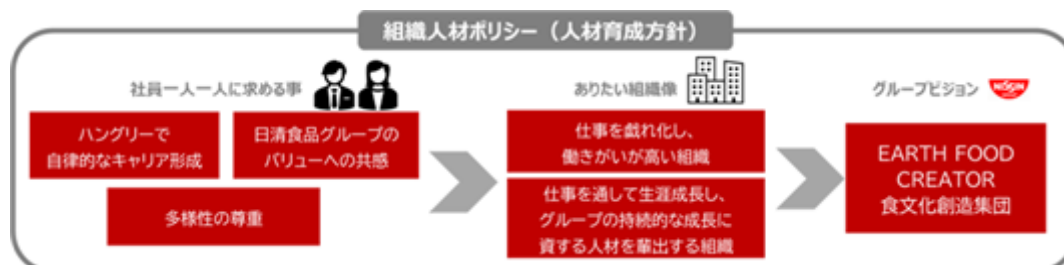 組織人材ポリシー（人材育成方針）
社員一人一人に求める事
ハングリーで
自律的なキャリア形成
日清食品グループの
バリューへの共感
多様性の尊重
ありたい組織像
仕事を戯れ化し、
働きがいが高い組織
仕事を通して生涯成長し、
グループの持続的な成長に
資する人材を輩出する組織
グループビジョン
NISSIN
EARTH FOOD
CREATOR
食文化創造集団